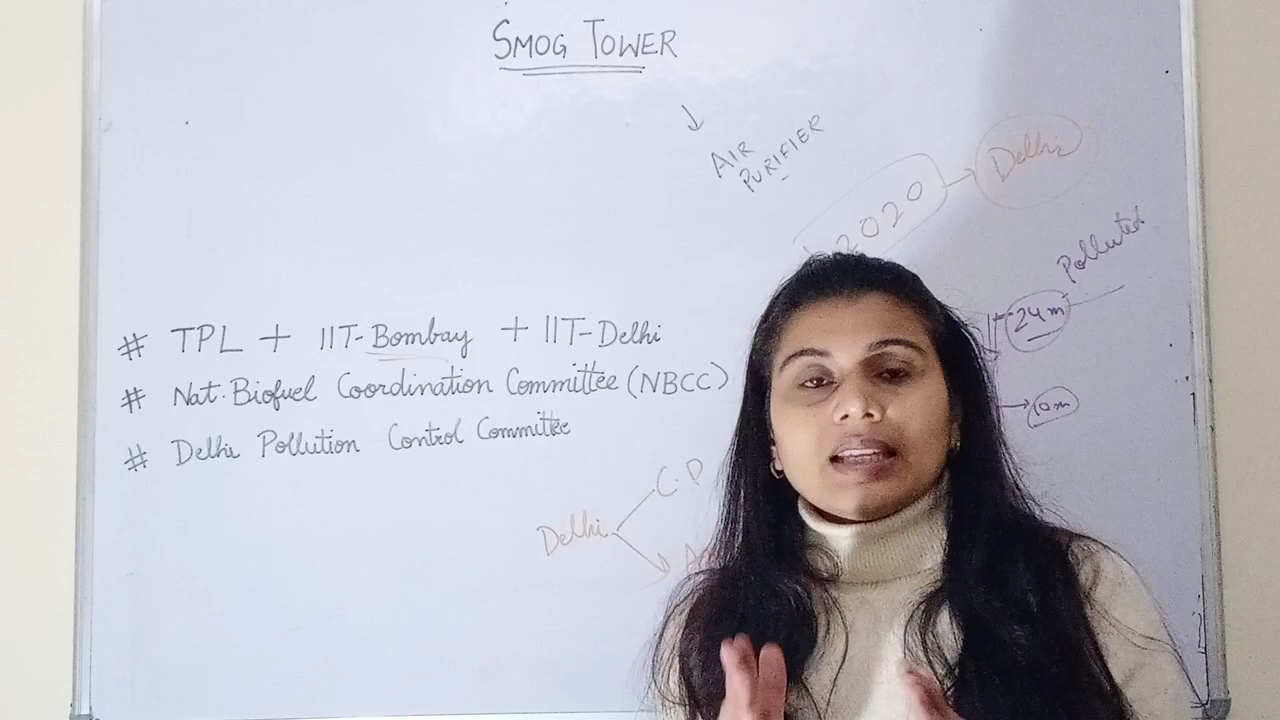 SMOG TOWER
↓
AIR
PURIFIER
2020 → Delhi
Polluted
24m
# TPL + IIT-Bombay + IIT-Delhi
# Nat. Biofuel Coordination Committee (NBCC)
→ 10m
# Delhi Pollution Control Committee
C.P
Delhi